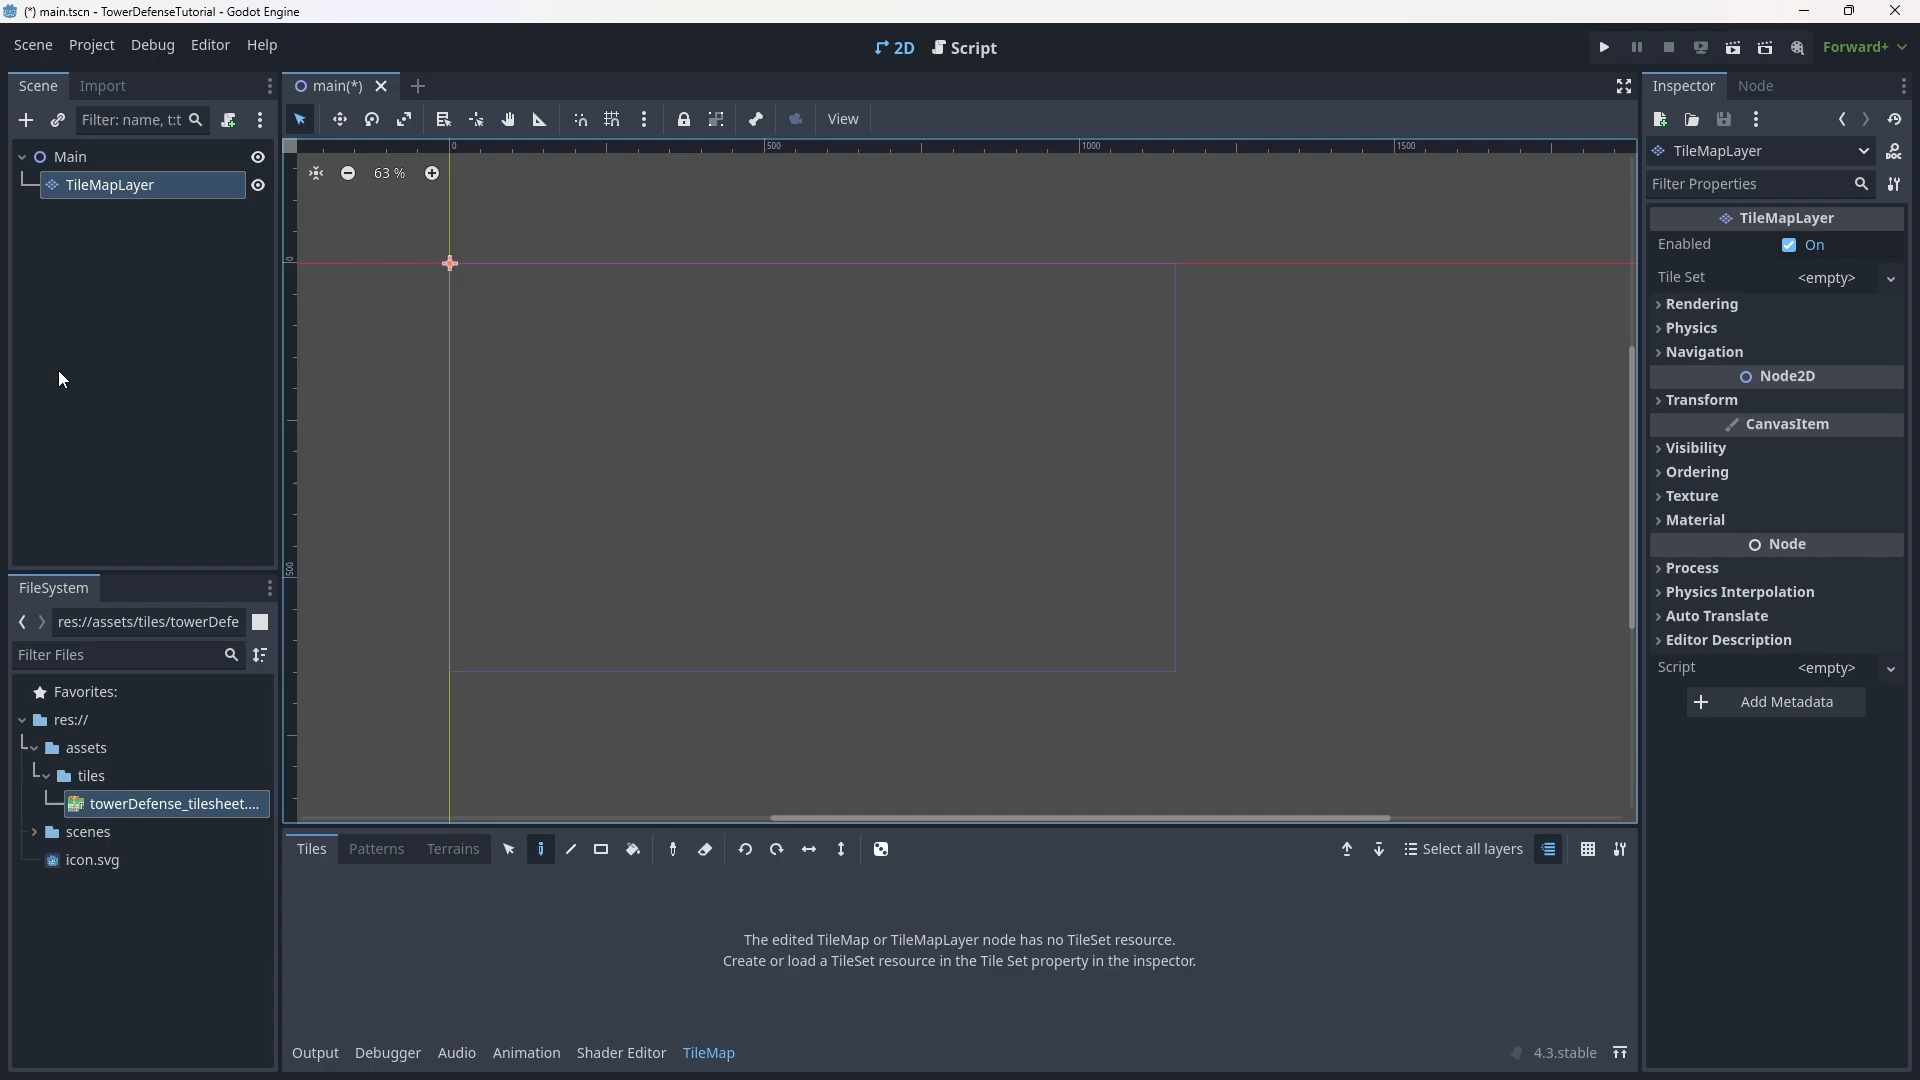 (*) main.tscn - TowerDefenseTutorial - Godot Engine
Scene Project Debug Editor Help
2D Script
Forward+
Scene Import
main(*)
Inspector Node
Filter: name, t:t
View
TileMapLayer
DOC
Main
TileMapLayer
Filter Properties
0 500 1000 1500
63 %
TileMapLayer
Enabled On
Tile Set <empty>
Rendering
Physics
Navigation
Node2D
Transform
CanvasItem
Visibility
Ordering
Texture
Material
Node
Process
Physics Interpolation
Auto Translate
Editor Description
Script <empty>
Add Metadata
0
500
FileSystem
res://assets/tiles/towerDefe
Filter Files
Favorites:
res://
assets
tiles
towerDefense_tilesheet....
scenes
icon.svg
Tiles Patterns Terrains
Select all layers
The edited TileMap or TileMapLayer node has no TileSet resource.
Create or load a TileSet resource in the Tile Set property in the inspector.
Output Debugger Audio Animation Shader Editor TileMap
4.3.stable